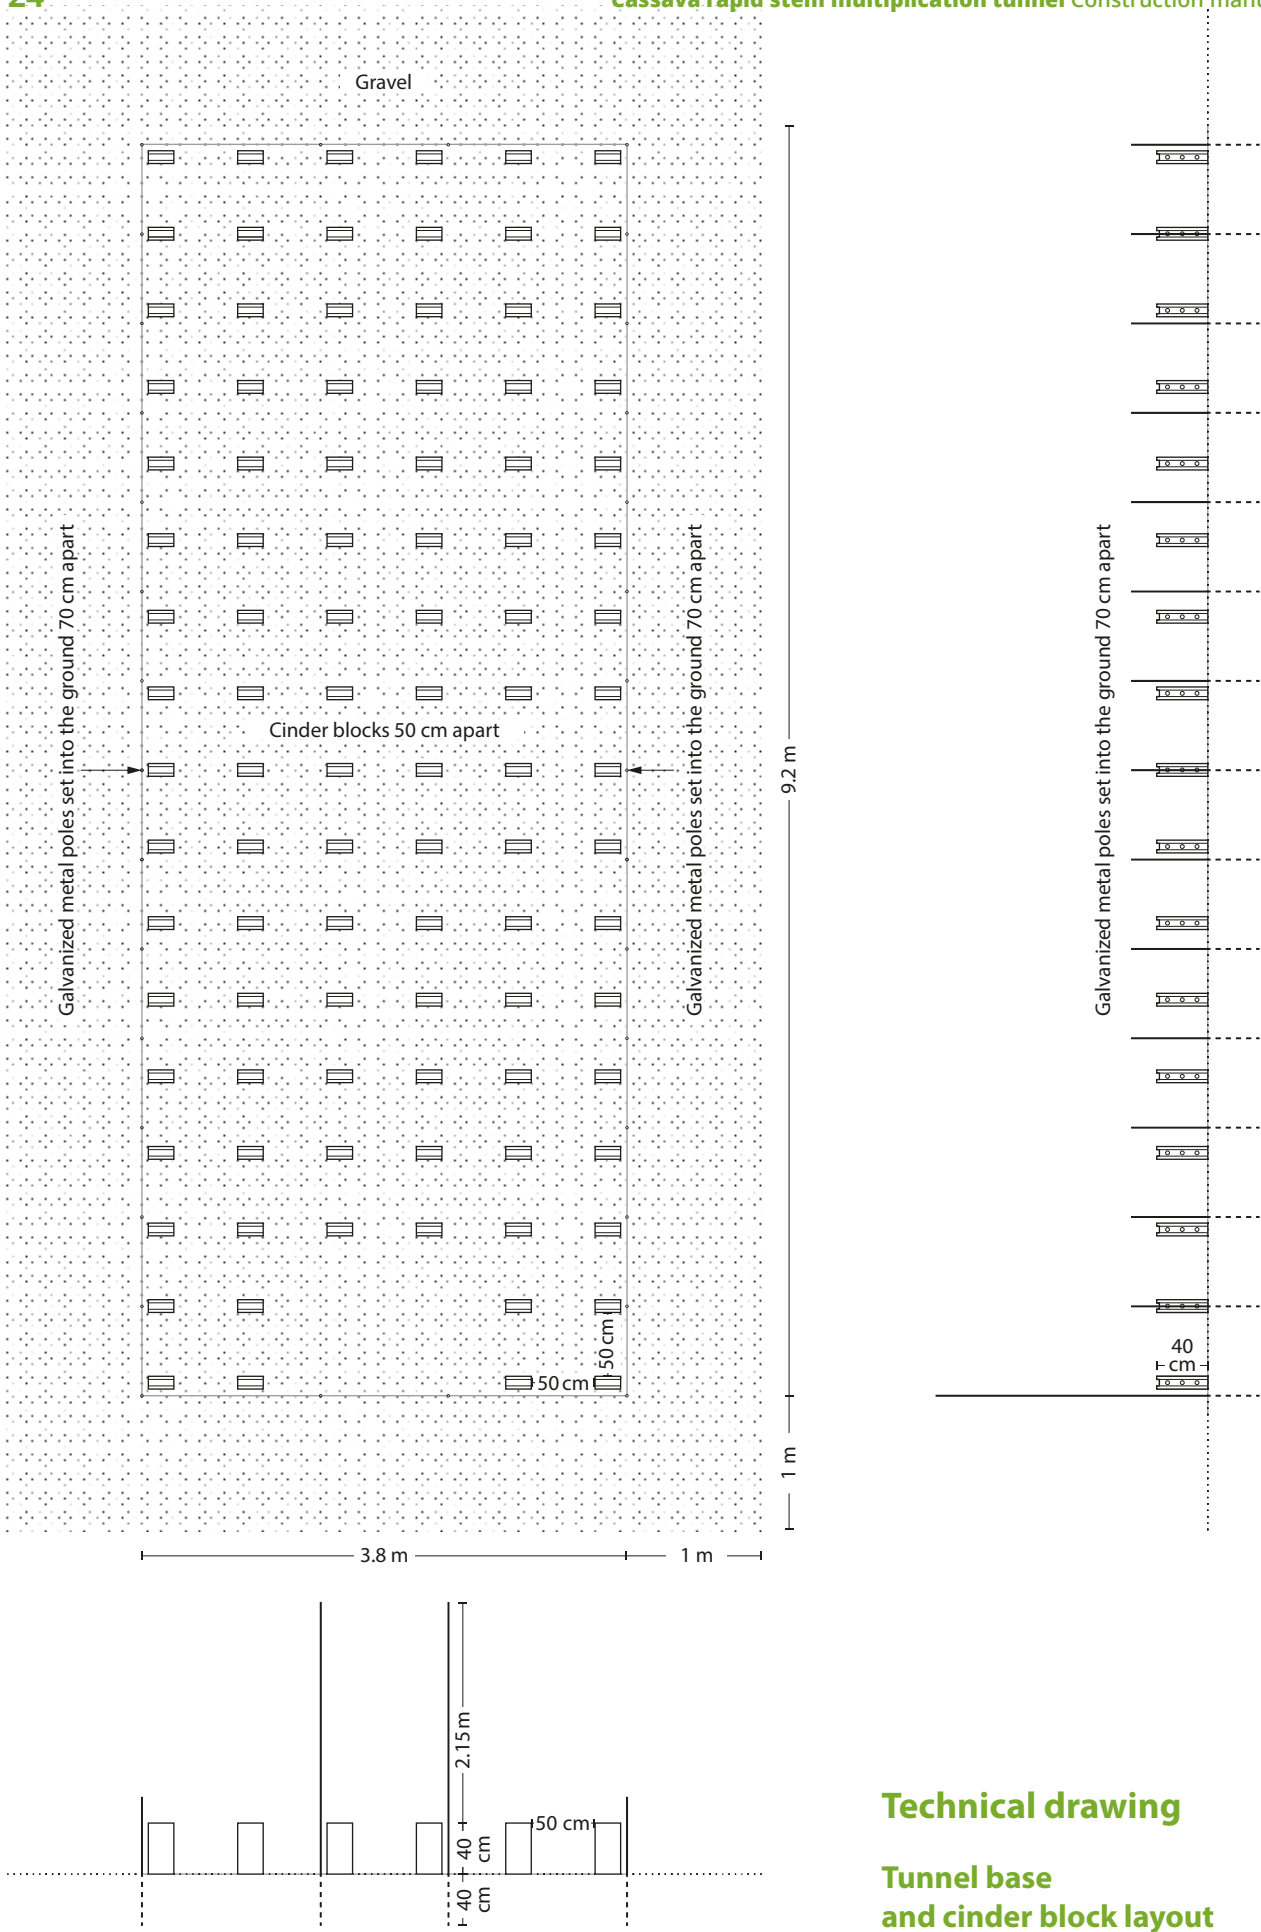 24
Cassava rapid stem multiplication tunnel Construction
Gravel
Galvanized metal poles set into the ground 70 cm apart
Cinder blocks 50 cm apart
Galvanized metal poles set into the ground 70 cm apart
9.2 m
Galvanized metal poles set into the ground 70 cm apart
50 cm
50 cm
40
cm
1 m
3.8 m
1 m
2.15 m
50 cm
40
cm
40
cm
Technical drawing
Tunnel base
and cinder block layout